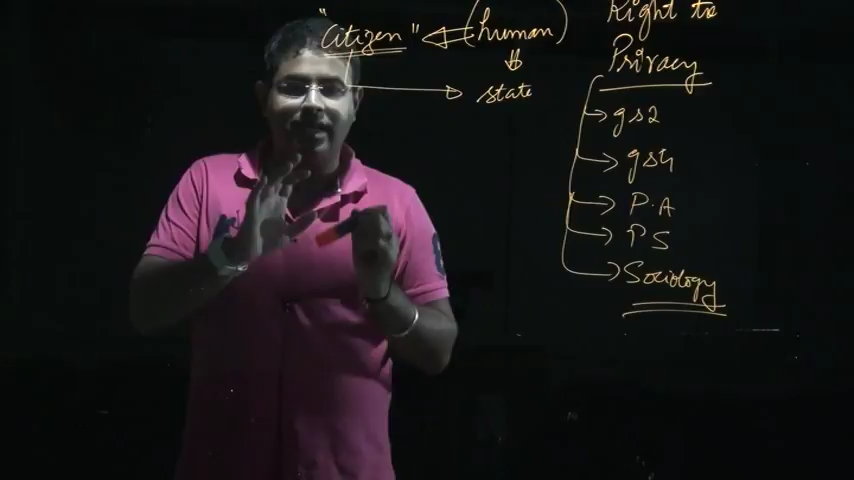 "Citizen" (human)
state
Right to
Privacy
gs2
gs4
P.A
PS
Sociology